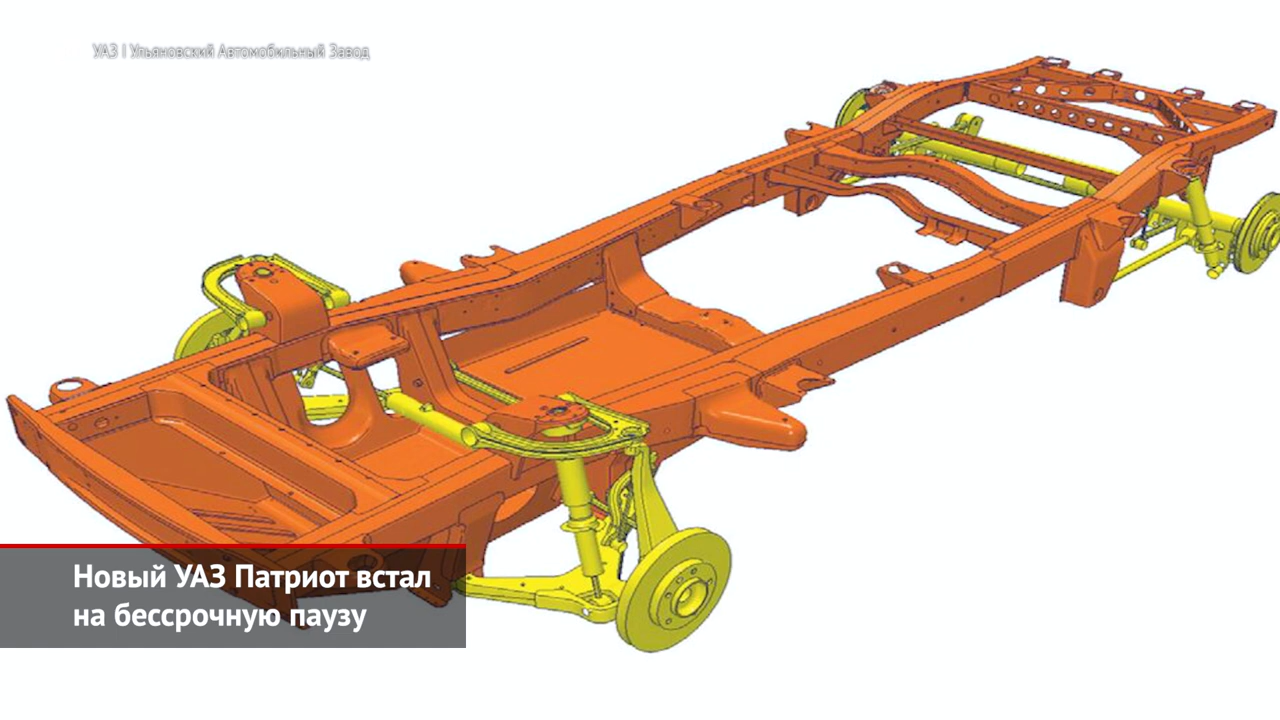 УАЗ | Ульяновский Автомобильный Завод
Новый УАЗ Патриот встал
на бессрочную паузу